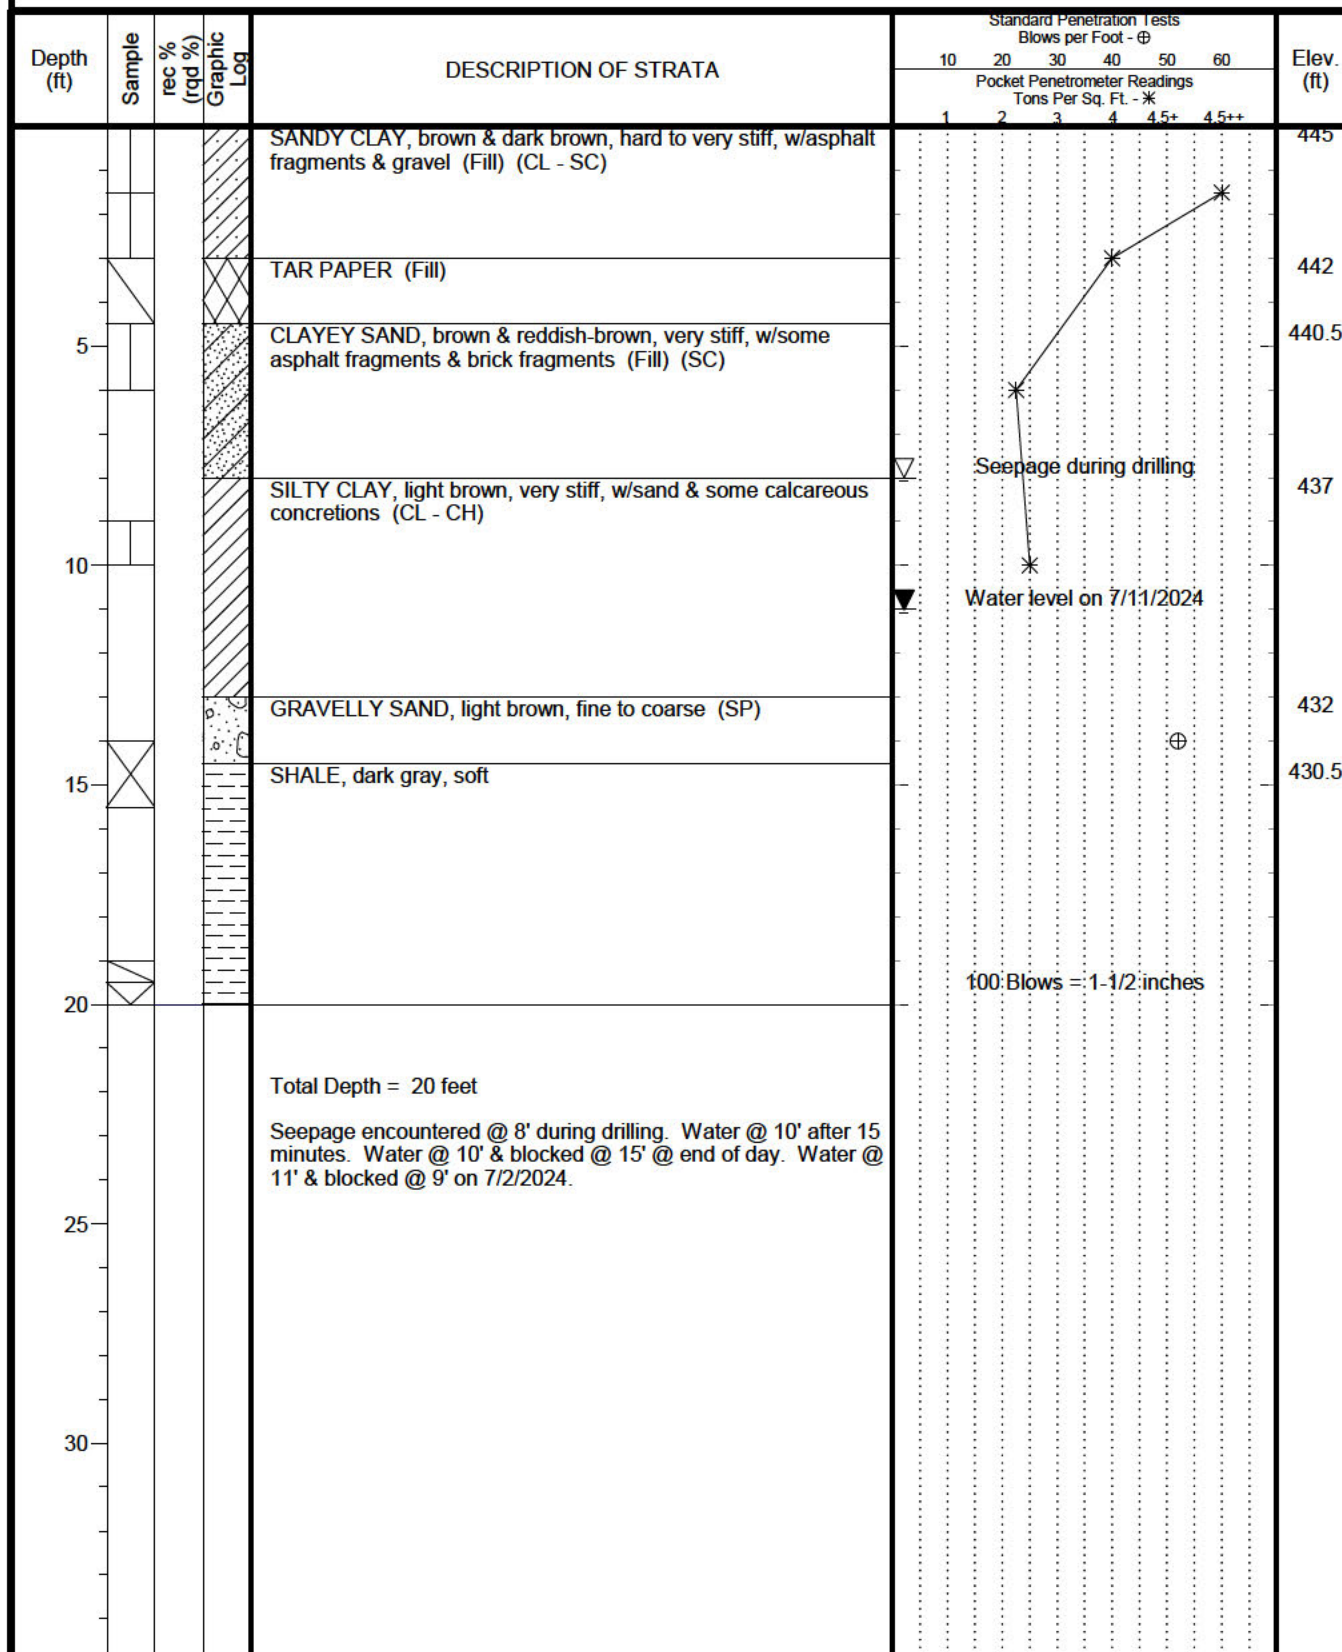 Depth
(ft)
Sample
rec %
(rqd %)
Graphic
Log
DESCRIPTION OF STRATA
Standard Penetration Tests
Blows per Foot - ⊕
10 20 30 40 50 60
Pocket Penetrometer Readings
Tons Per Sq. Ft. - ✳
1 2 3 4 4.5+ 4.5++
Elev.
(ft)
SANDY CLAY, brown & dark brown, hard to very stiff, w/asphalt
fragments & gravel (Fill) (CL - SC)
445
TAR PAPER (Fill)
442
5
CLAYEY SAND, brown & reddish-brown, very stiff, w/some
asphalt fragments & brick fragments (Fill) (SC)
440.5
Seepage during drilling
SILTY CLAY, light brown, very stiff, w/sand & some calcareous
concretions (CL - CH)
437
10
Water level on 7/11/2024
GRAVELLY SAND, light brown, fine to coarse (SP)
432
SHALE, dark gray, soft
430.5
15
100 Blows = 1-1/2 inches
20
Total Depth = 20 feet
Seepage encountered @ 8' during drilling. Water @ 10' after 15
minutes. Water @ 10' & blocked @ 15' @ end of day. Water @
11' & blocked @ 9' on 7/2/2024.
25
30